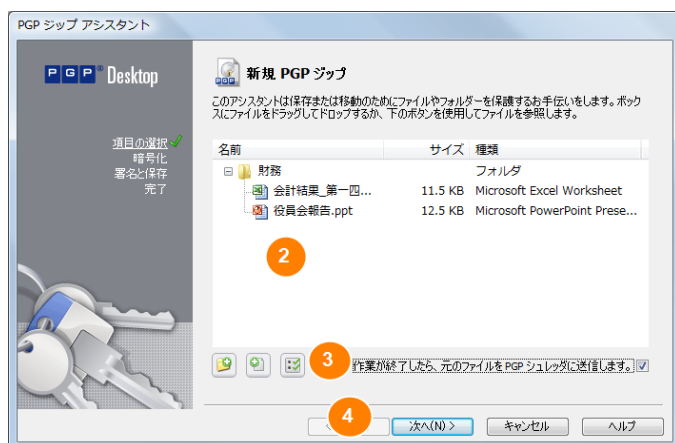 PGP ジップ アシスタント
PGP® Desktop
新規 PGP ジップ
このアシスタントは保存または移動のためにファイルやフォルダーを保護するお手伝いをします。ボック
スにファイルをドラッグしてドロップするか、下のボタンを使用してファイルを参照します。
項目の選択
暗号化
署名と保存
完了
名前 サイズ 種類
財務 フォルダ
会計結果_第一四... 11.5 KB Microsoft Excel Worksheet
役員会報告.ppt 12.5 KB Microsoft PowerPoint Prese...
2
3
作業が終了したら、元のファイルを PGP シュレッダに送信します。
4
次へ(N) > キャンセル ヘルプ